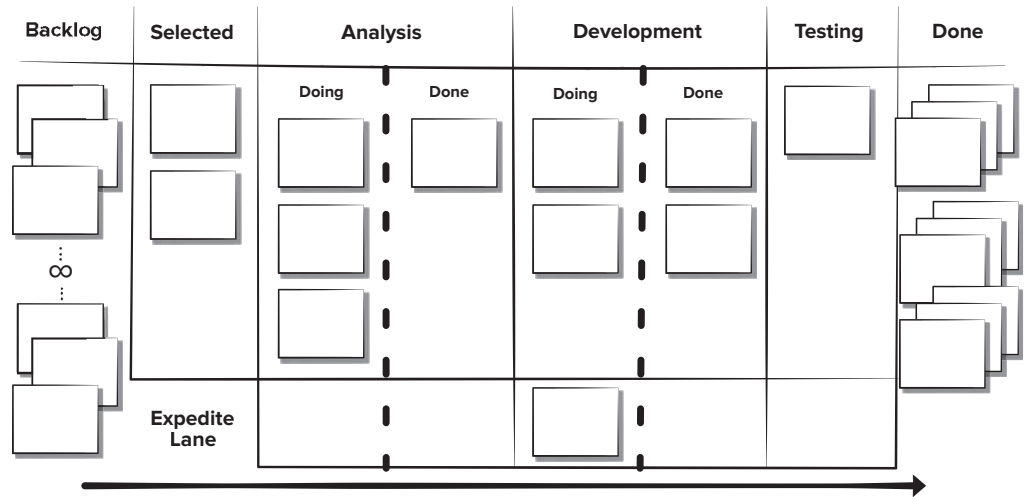 Backlog
Selected
Analysis
Development
Testing
Done
Doing
Done
Doing
Done
∞
Expedite
Lane